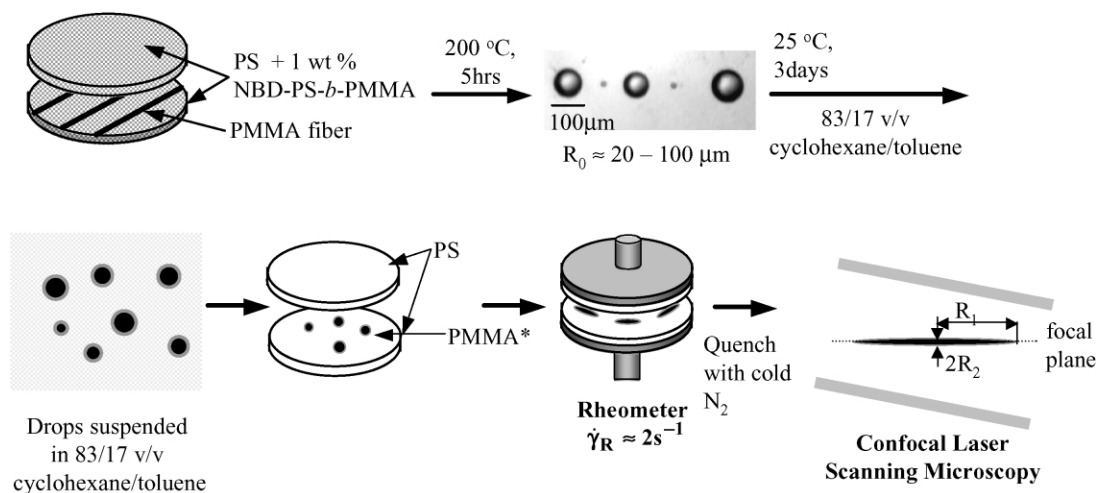 PS + 1 wt %
NBD-PS-b-PMMA
PMMA fiber
200 °C,
5hrs
100μm
R₀ ≈ 20 – 100 μm
25 °C,
3days
83/17 v/v
cyclohexane/toluene
Drops suspended
in 83/17 v/v
cyclohexane/toluene
PS
PMMA*
Rheometer
γ̇R ≈ 2s⁻¹
Quench
with cold
N₂
R₁
2R₂
focal
plane
Confocal Laser
Scanning Microscopy